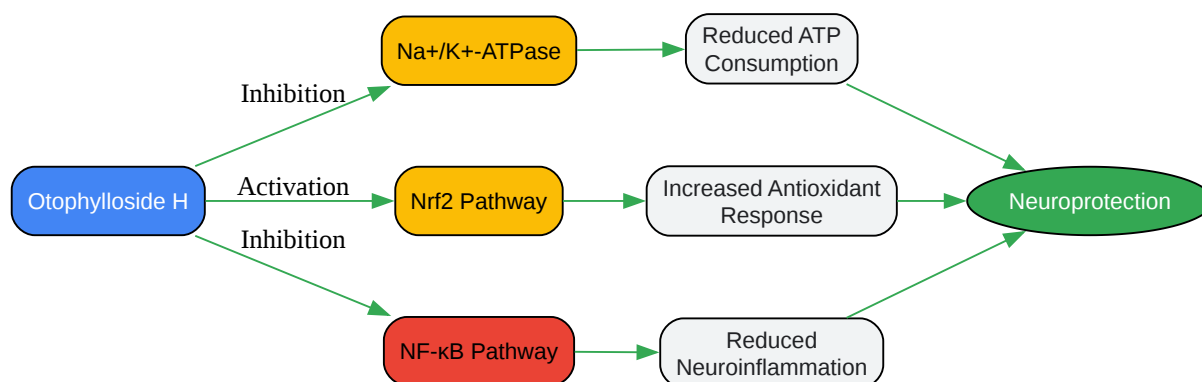 Na+/K+-ATPase
Reduced ATP
Consumption
Inhibition
Otophylloside H
Activation
Nrf2 Pathway
Increased Antioxidant
Response
Neuroprotection
Inhibition
NF-κB Pathway
Reduced
Neuroinflammation